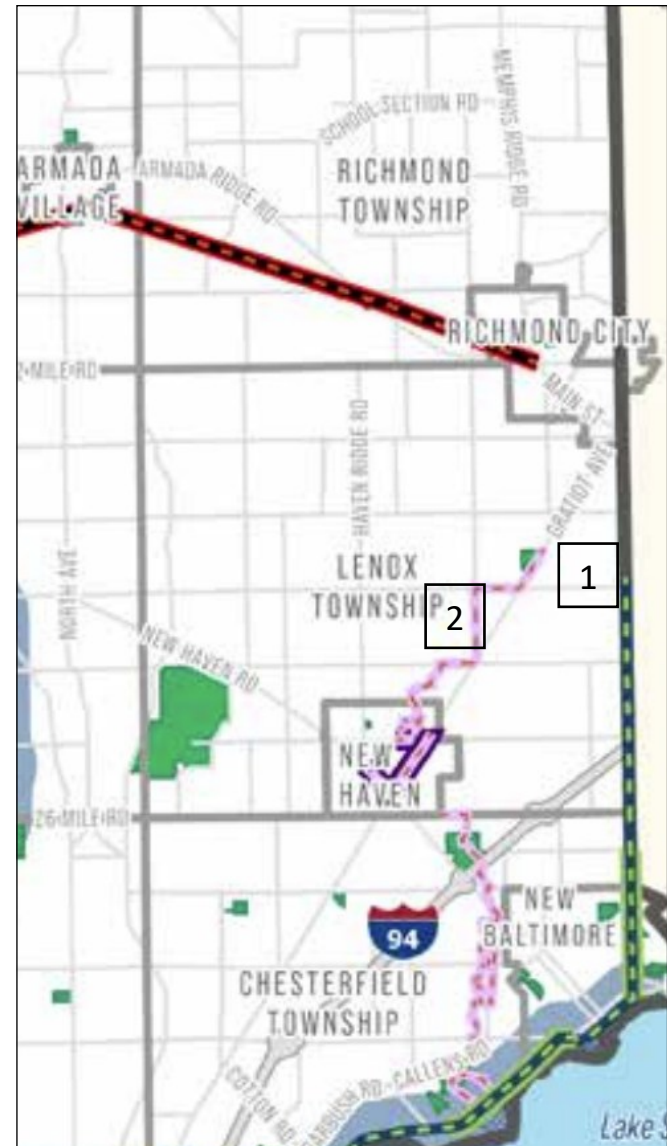 SCHOOL SECTION RD
MEMPHIS RIDGE RD
ARMADA
VILLAGE
ARMADA RIDGE RD
RICHMOND
TOWNSHIP
RICHMOND CITY
MILE RD
MAIN ST
HAVEN RIDGE RD
GRATIOT AVE
1
LENOX
TOWNSHIP
2
NORTH AVE
NEW HAVEN RD
NEW
HAVEN
26 MILE RD
NEW
BALTIMORE
94
CHESTERFIELD
TOWNSHIP
COTTON RD
CALLENS RD
Lake